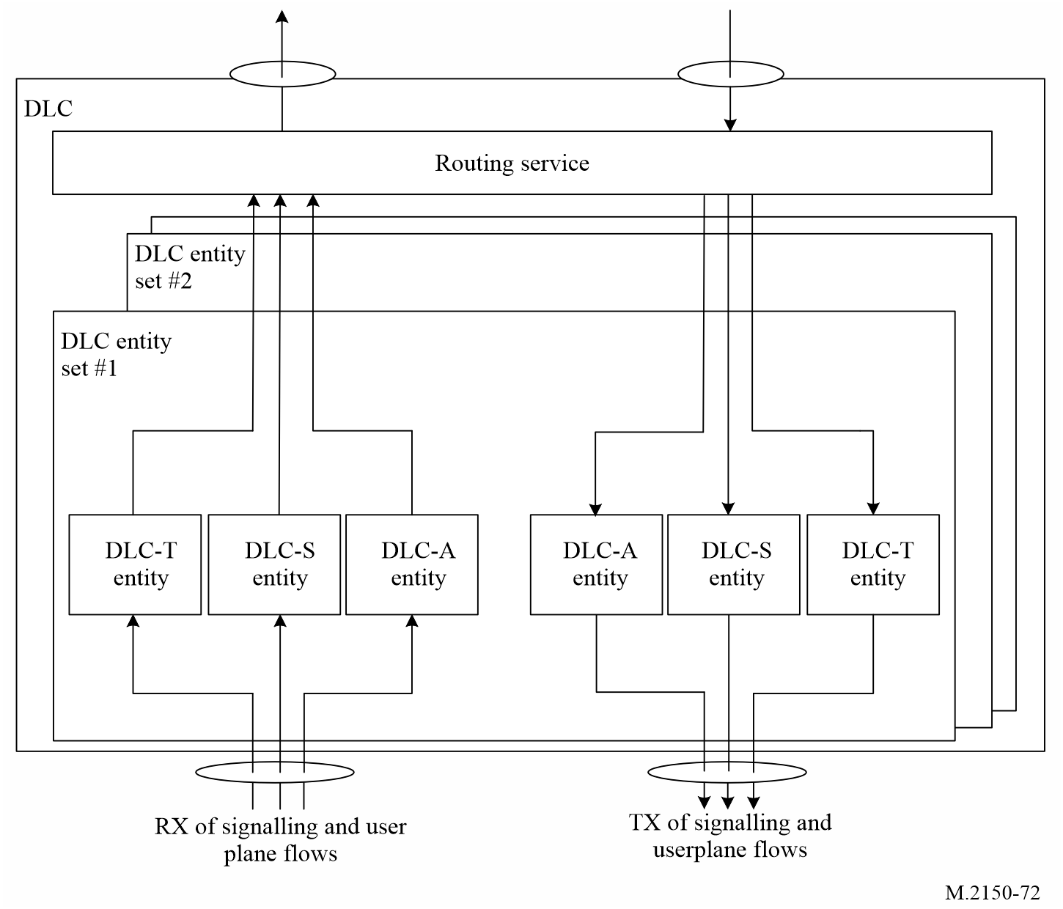 DLC
Routing service
DLC entity
set #2
DLC entity
set #1
DLC-T
entity
DLC-S
entity
DLC-A
entity
DLC-A
entity
DLC-S
entity
DLC-T
entity
RX of signalling and user
plane flows
TX of signalling and
userplane flows
M.2150-72